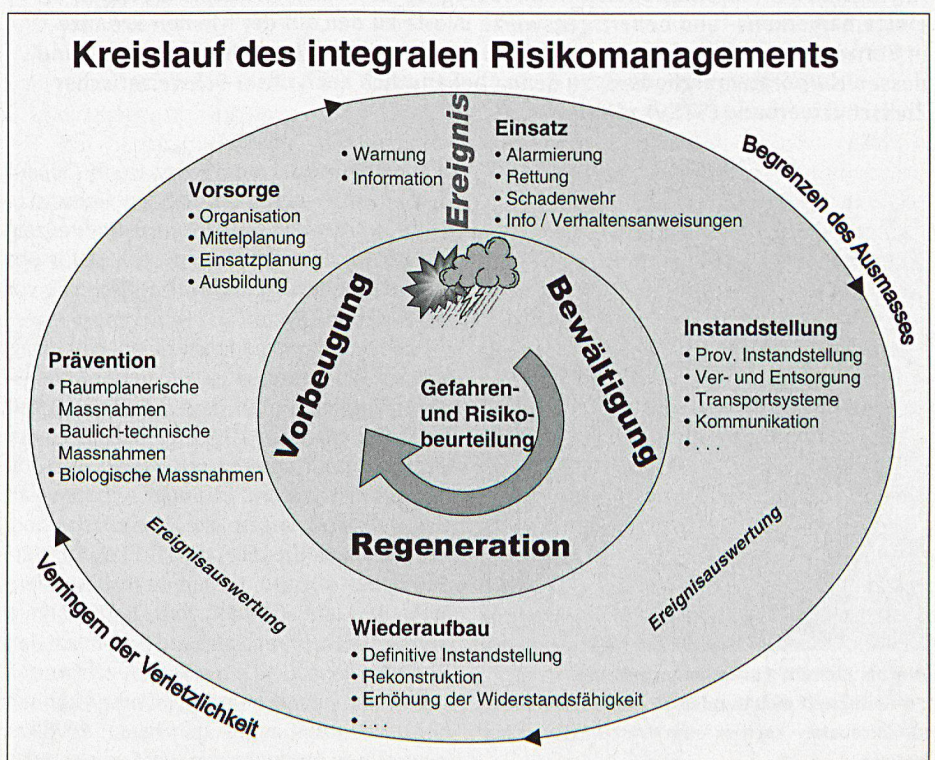 Kreislauf des integralen Risikomanagements
Ereignis
• Warnung
• Information
Einsatz
• Alarmierung
• Rettung
• Schadenwehr
• Info / Verhaltensanweisungen
Begrenzen des Ausmasses
Vorsorge
• Organisation
• Mittelplanung
• Einsatzplanung
• Ausbildung
Vorbeugung
Bewältigung
Instandstellung
• Prov. Instandstellung
• Ver- und Entsorgung
• Transportsysteme
• Kommunikation
• . . .
Prävention
• Raumplanerische
Massnahmen
• Baulich-technische
Massnahmen
• Biologische Massnahmen
Gefahren-
und Risiko-
beurteilung
Regeneration
Ereignisauswertung
Ereignisauswertung
Verringern der Verletzlichkeit
Wiederaufbau
• Definitive Instandstellung
• Rekonstruktion
• Erhöhung der Widerstandsfähigkeit
• . . .